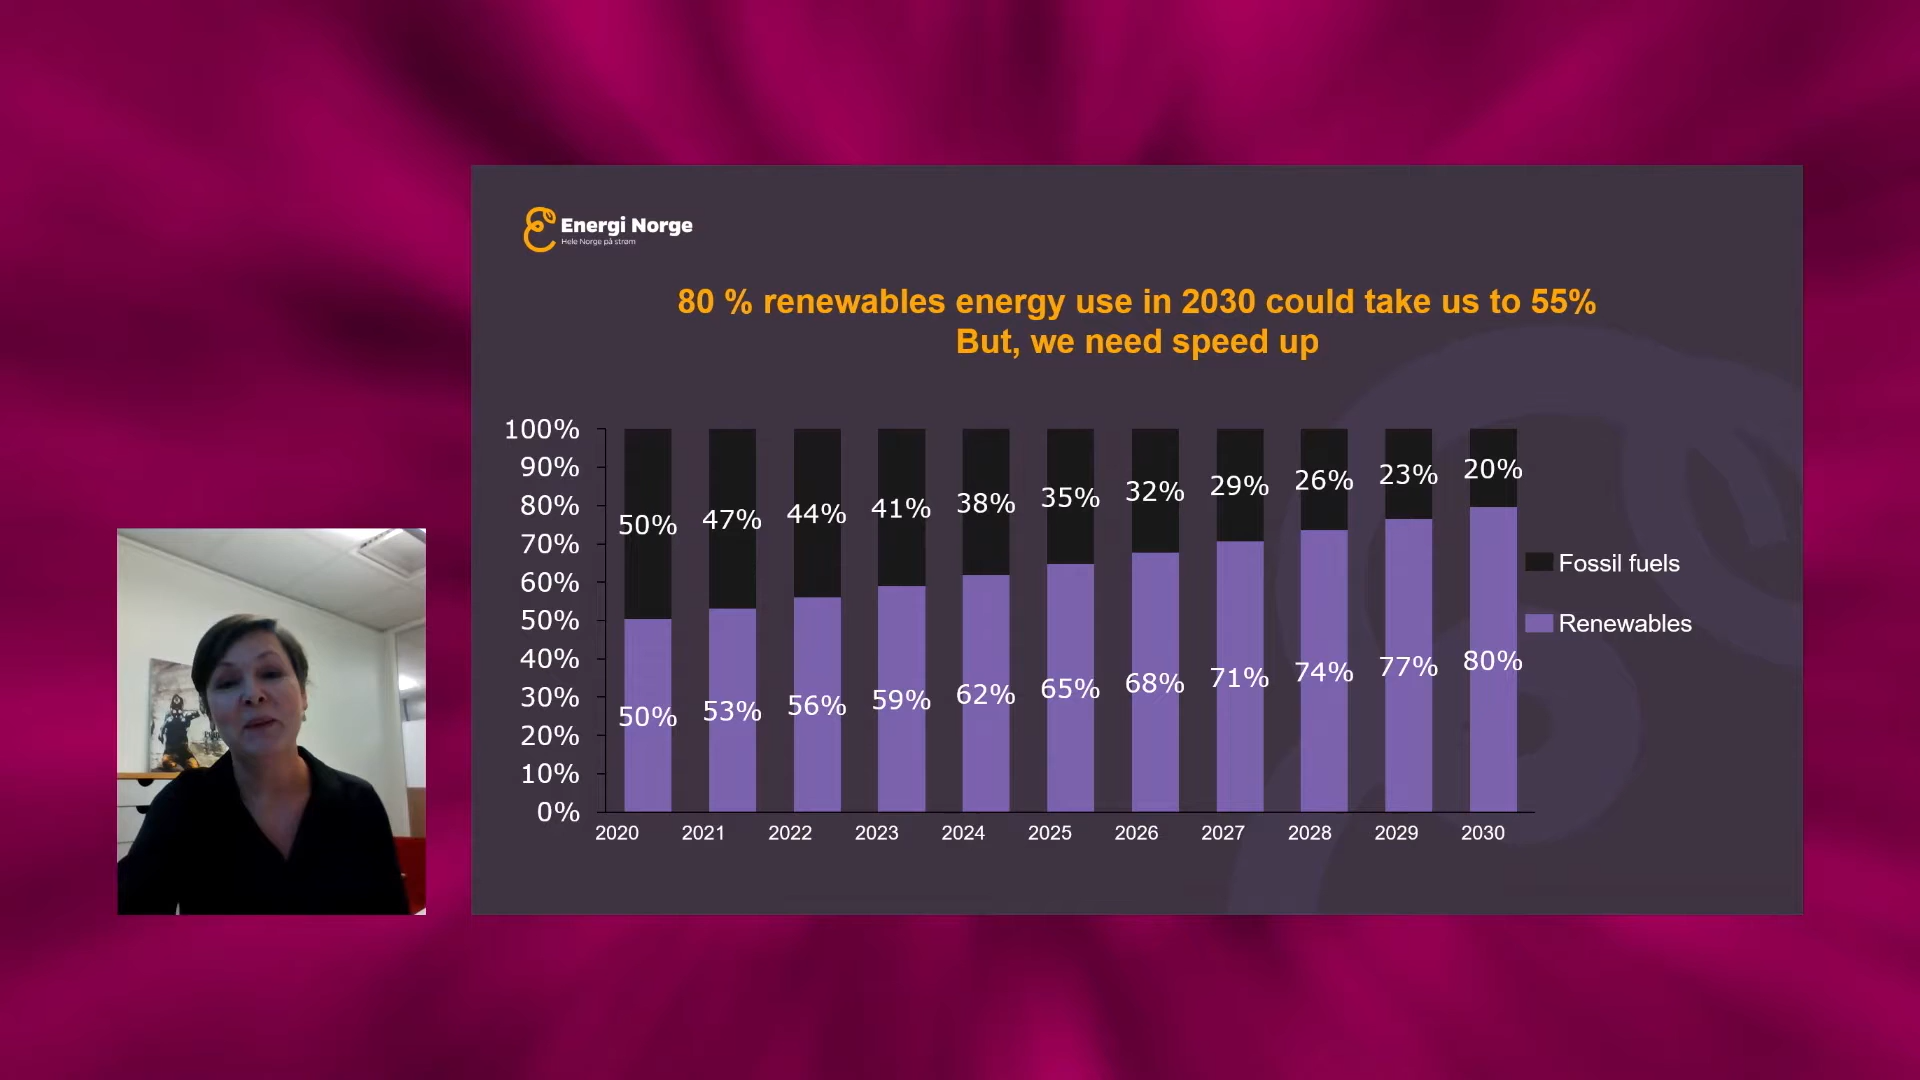 Energi Norge
Hele Norge på strøm
80 % renewables energy use in 2030 could take us to 55%
But, we need speed up
100%
90%
80%
70%
60%
50%
40%
30%
20%
10%
0%
50% 47% 44% 41% 38% 35% 32% 29% 26% 23% 20%
50% 53% 56% 59% 62% 65% 68% 71% 74% 77% 80%
2020 2021 2022 2023 2024 2025 2026 2027 2028 2029 2030
Fossil fuels
Renewables